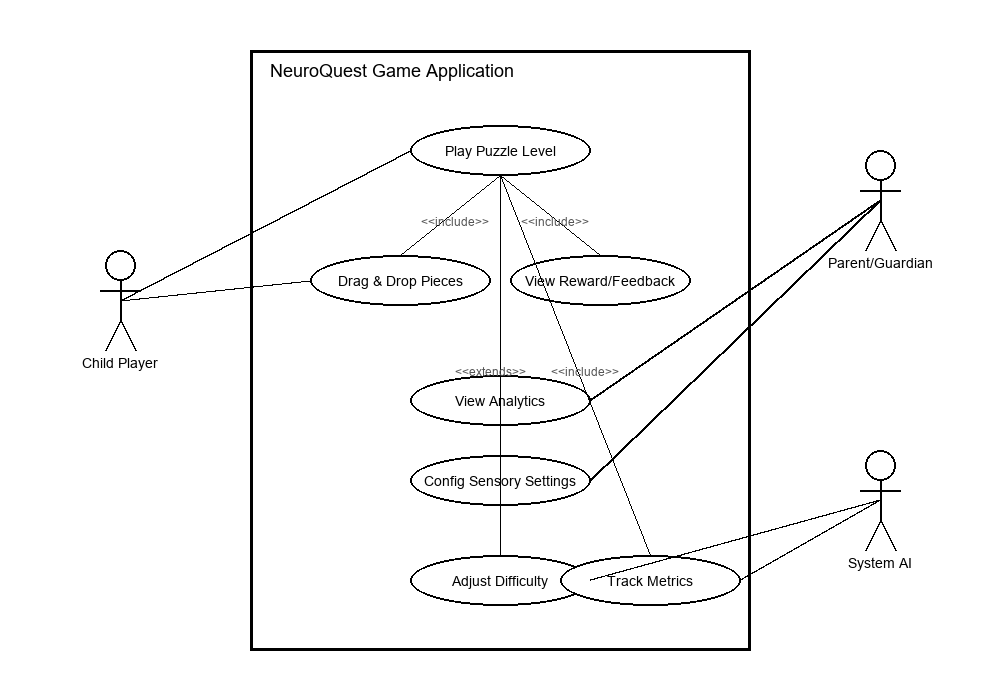 NeuroQuest Game Application
Play Puzzle Level
<<include>>
<<include>>
Drag & Drop Pieces
View Reward/Feedback
Child Player
Parent/Guardian
<<extends>>
<<include>>
View Analytics
Config Sensory Settings
Adjust Difficulty
Track Metrics
System AI